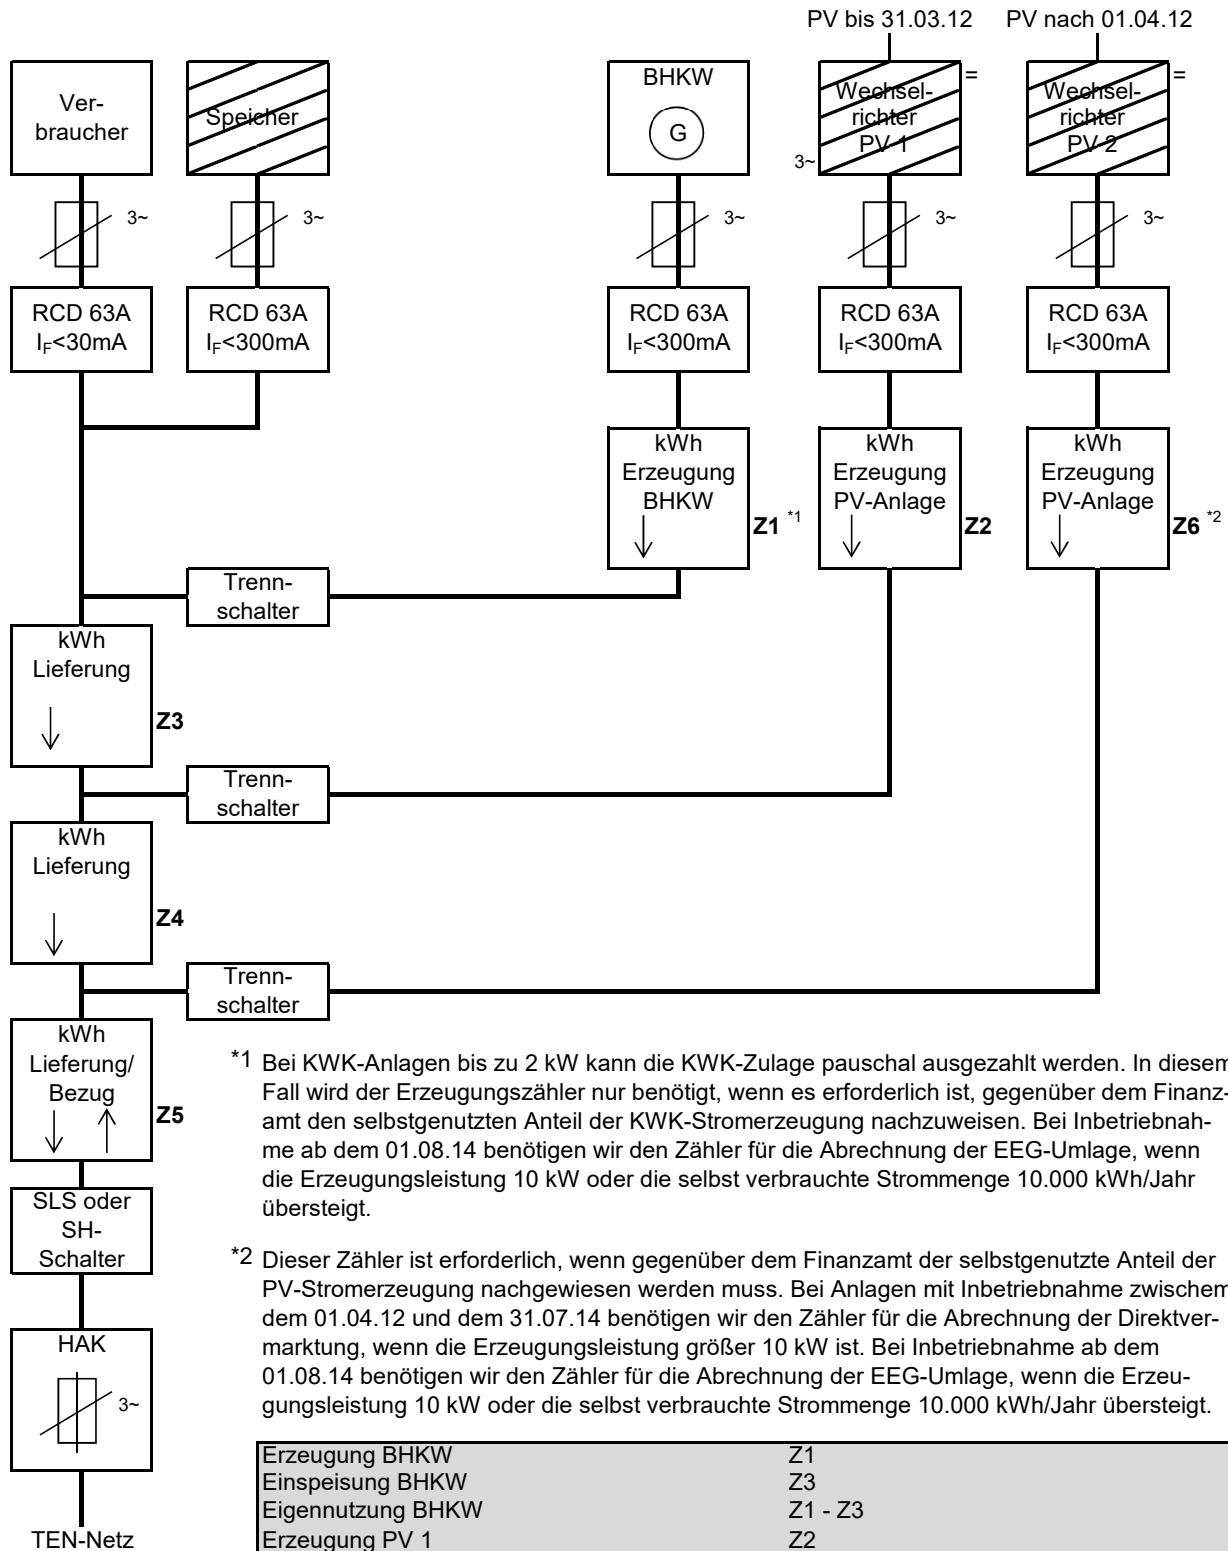 PV bis 31.03.12
PV nach 01.04.12
Ver-
braucher
Speicher
BHKW
G
Wechsel-
richter
PV-1
=
3~
Wechsel-
richter
PV-2
=
3~
3~
3~
3~
3~
RCD 63A
IF<30mA
RCD 63A
IF<300mA
RCD 63A
IF<300mA
RCD 63A
IF<300mA
RCD 63A
IF<300mA
kWh
Erzeugung
BHKW
Z1 *1
kWh
Erzeugung
PV-Anlage
Z2
kWh
Erzeugung
PV-Anlage
Z6 *2
Trenn-
schalter
kWh
Lieferung
Z3
Trenn-
schalter
kWh
Lieferung
Z4
Trenn-
schalter
kWh
Lieferung/
Bezug
Z5
SLS oder
SH-
Schalter
HAK
3~
TEN-Netz
*1 Bei KWK-Anlagen bis zu 2 kW kann die KWK-Zulage pauschal ausgezahlt werden. In diesem
Fall wird der Erzeugungszähler nur benötigt, wenn es erforderlich ist, gegenüber dem Finanz-
amt den selbstgenutzten Anteil der KWK-Stromerzeugung nachzuweisen. Bei Inbetriebnah-
me ab dem 01.08.14 benötigen wir den Zähler für die Abrechnung der EEG-Umlage, wenn
die Erzeugungsleistung 10 kW oder die selbst verbrauchte Strommenge 10.000 kWh/Jahr
übersteigt.
*2 Dieser Zähler ist erforderlich, wenn gegenüber dem Finanzamt der selbstgenutzte Anteil der
PV-Stromerzeugung nachgewiesen werden muss. Bei Anlagen mit Inbetriebnahme zwischem
dem 01.04.12 und dem 31.07.14 benötigen wir den Zähler für die Abrechnung der Direktver-
marktung, wenn die Erzeugungsleistung größer 10 kW ist. Bei Inbetriebnahme ab dem
01.08.14 benötigen wir den Zähler für die Abrechnung der EEG-Umlage, wenn die Erzeu-
gungsleistung 10 kW oder die selbst verbrauchte Strommenge 10.000 kWh/Jahr übersteigt.
Erzeugung BHKW Z1
Einspeisung BHKW Z3
Eigennutzung BHKW Z1 - Z3
Erzeugung PV 1 Z2